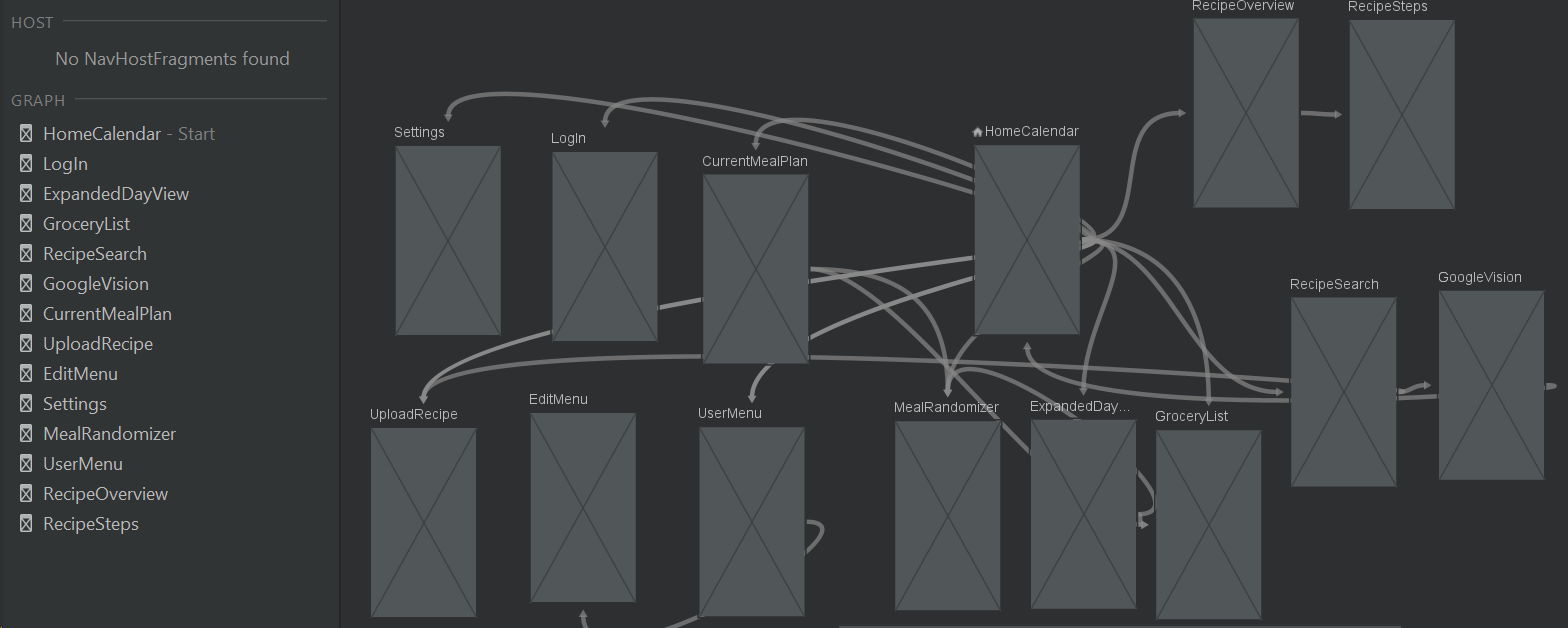 HOST
No NavHostFragments found
GRAPH
HomeCalendar - Start
LogIn
ExpandedDayView
GroceryList
RecipeSearch
GoogleVision
CurrentMealPlan
UploadRecipe
EditMenu
Settings
MealRandomizer
UserMenu
RecipeOverview
RecipeSteps
RecipeOverview
RecipeSteps
Settings
LogIn
CurrentMealPlan
HomeCalendar
RecipeSearch
GoogleVision
UploadRecipe
EditMenu
UserMenu
MealRandomizer
ExpandedDay...
GroceryList